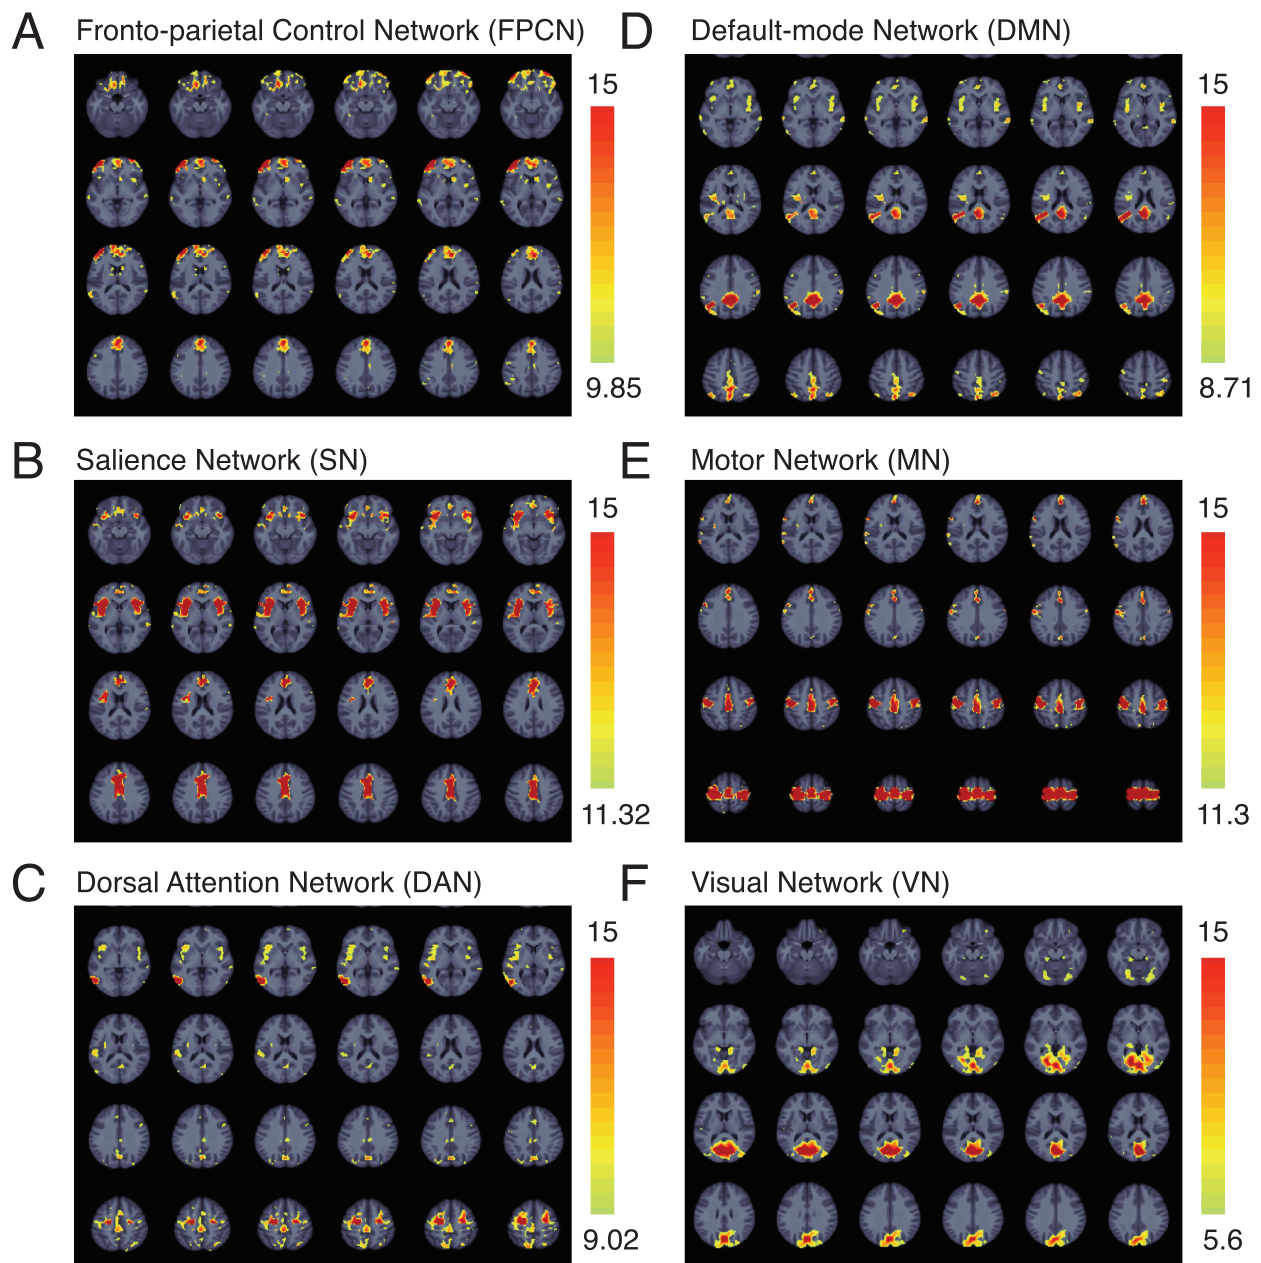 A Fronto-parietal Control Network (FPCN)
15
9.85
B Salience Network (SN)
15
11.32
C Dorsal Attention Network (DAN)
15
9.02
D Default-mode Network (DMN)
15
8.71
E Motor Network (MN)
15
11.3
F Visual Network (VN)
15
5.6